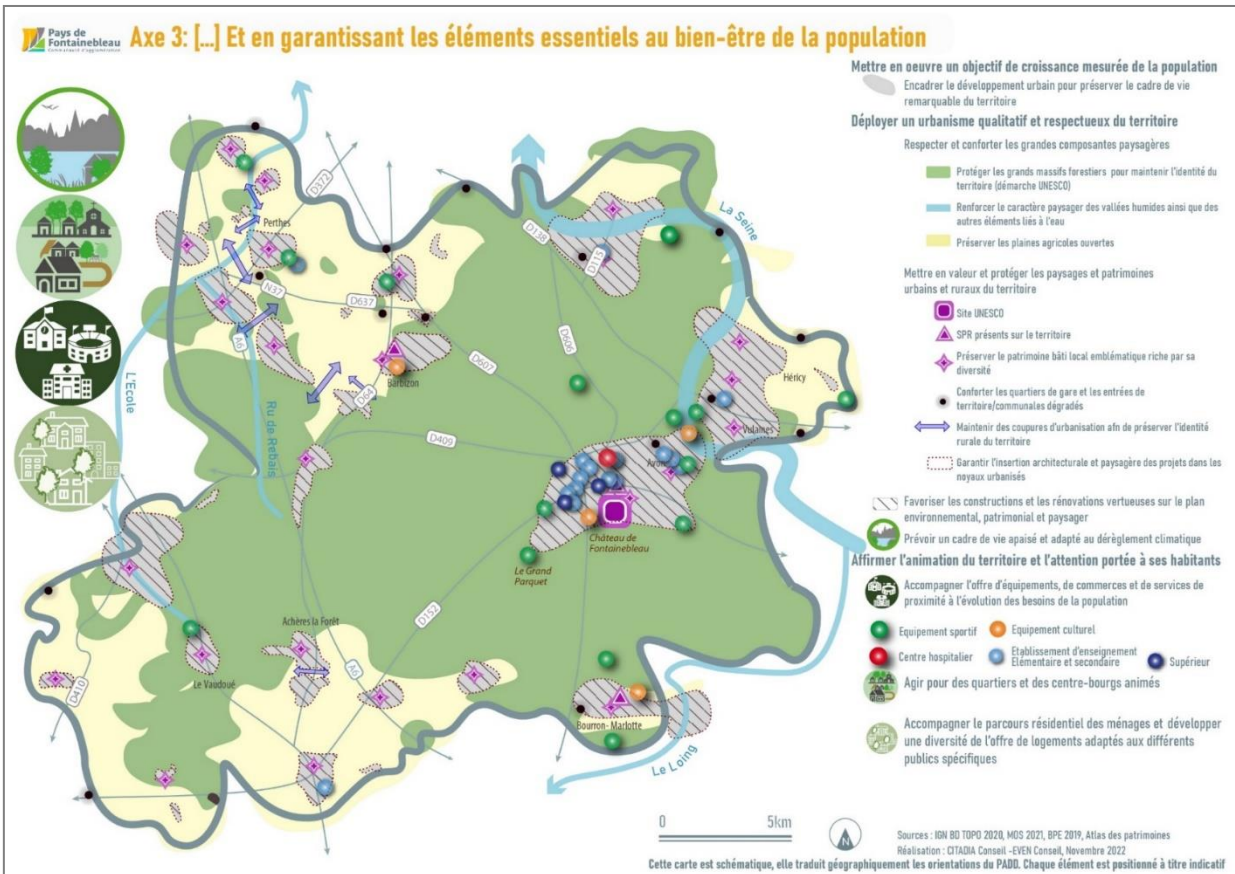 Pays de
Fontainebleau
Communauté d'agglomération
Axe 3: [...] Et en garantissant les éléments essentiels au bien-être de la population
Mettre en oeuvre un objectif de croissance mesurée de la population
Encadrer le développement urbain pour préserver le cadre de vie
remarquable du territoire
Déployer un urbanisme qualitatif et respectueux du territoire
Respecter et conforter les grandes composantes paysagères
Protéger les grands massifs forestiers pour maintenir l'identité du
territoire (démarche UNESCO)
Renforcer le caractère paysager des vallées humides ainsi que des
autres éléments liés à l'eau
Préserver les plaines agricoles ouvertes
Mettre en valeur et protéger les paysages et patrimoines
urbains et ruraux du territoire
Site UNESCO
SPR présents sur le territoire
Préserver le patrimoine bâti local emblématique riche par sa
diversité
Conforter les quartiers de gare et les entrées de
territoire/communales dégradés
Maintenir des coupures d'urbanisation afn de préserver l'identité
rurale du territoire
Garantir l'insertion architecturale et paysagère des projets dans les
noyaux urbanisés
Favoriser les constructions et les rénovations vertueuses sur le plan
environnemental, patrimonial et paysager
Prévoir un cadre de vie apaisé et adapté au dérèglement climatique
Affirmer l'animation du territoire et l'attention portée à ses habitants
Accompagner l'offre d'équipements, de commerces et de services de
proximité à l'évolution des besoins de la population
Equipement sportif
Equipement culturel
Centre hospitalier
Etablissement d'enseignement
Elémentaire et secondaire
Supérieur
Agir pour des quartiers et des centre-bourgs animés
Accompagner le parcours résidentiel des ménages et développer
une diversité de l'offre de logements adaptés aux différents
publics spécifiques
D372
Perthes
N37
D637
A6
L'Ecole
Ru de Rebais
D64
Barbizon
D607
D138
D115
La Seine
D606
Héricy
Vulaines
D409
Avon
Château de
Fontainebleau
Le Grand
Parquet
D152
Achères la Forêt
A6
Le Vaudoué
D410
Bourron-Marlotte
Le Loing
0 5km
N
Sources : IGN BD TOPO 2020, MOS 2021, BPE 2019, Atlas des patrimoines
Réalisation : CITADIA Conseil -EVEN Conseil, Novembre 2022
Cette carte est schématique, elle traduit géographiquement les orientations du PADD. Chaque élément est positionné à titre indicatif